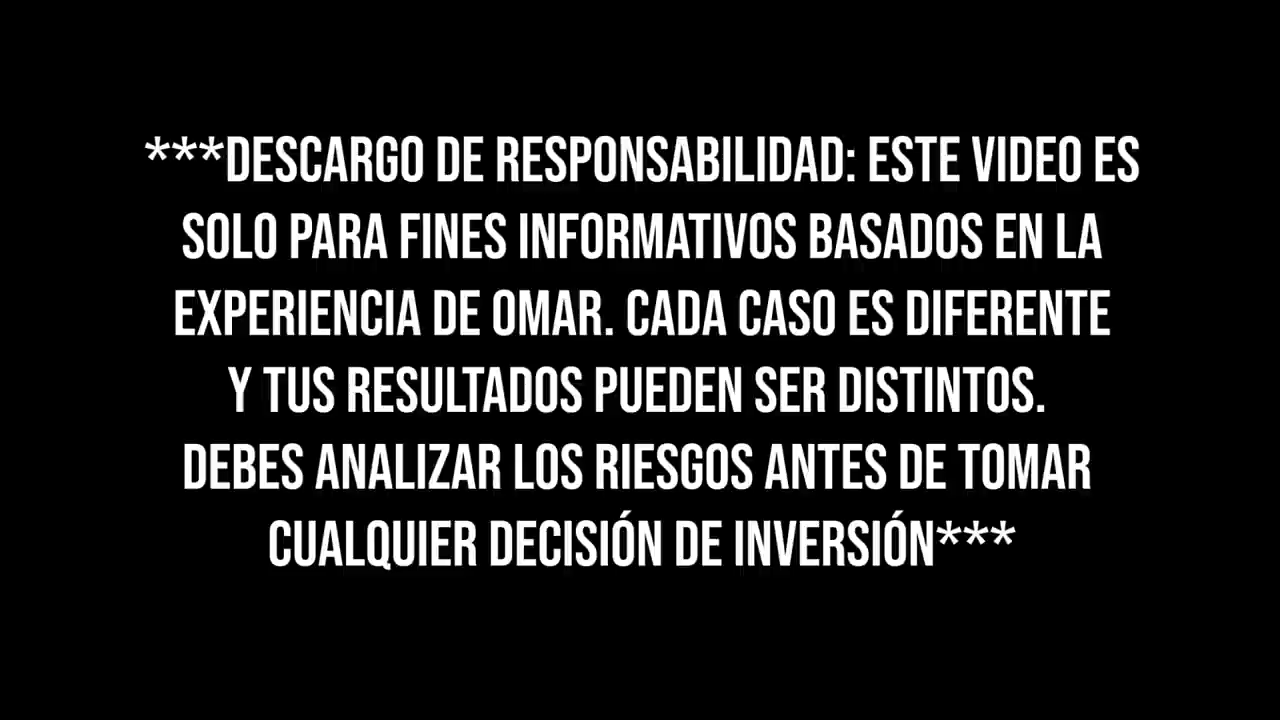 ***DESCARGO DE RESPONSABILIDAD: ESTE VIDEO ES
SOLO PARA FINES INFORMATIVOS BASADOS EN LA
EXPERIENCIA DE OMAR. CADA CASO ES DIFERENTE
Y TUS RESULTADOS PUEDEN SER DISTINTOS.
DEBES ANALIZAR LOS RIESGOS ANTES DE TOMAR
CUALQUIER DECISIÓN DE INVERSIÓN***